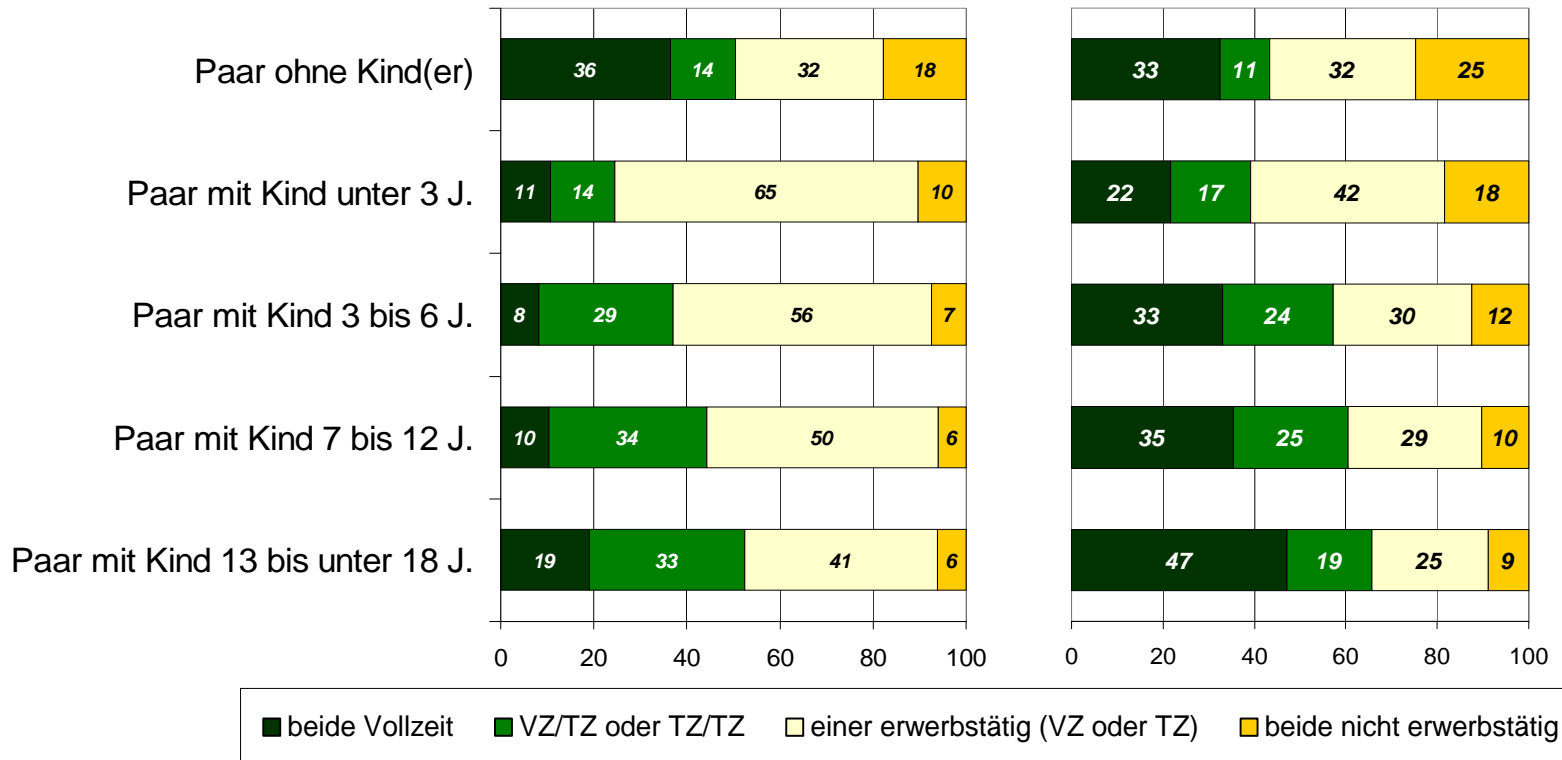 Paar ohne Kind(er) 36 14 32 18 33 11 32 25
Paar mit Kind unter 3 J. 11 14 65 10 22 17 42 18
Paar mit Kind 3 bis 6 J. 8 29 56 7 33 24 30 12
Paar mit Kind 7 bis 12 J. 10 34 50 6 35 25 29 10
Paar mit Kind 13 bis unter 18 J. 19 33 41 6 47 19 25 9
0 20 40 60 80 100 0 20 40 60 80 100
beide Vollzeit VZ/TZ oder TZ/TZ einer erwerbstätig (VZ oder TZ) beide nicht erwerbstätig